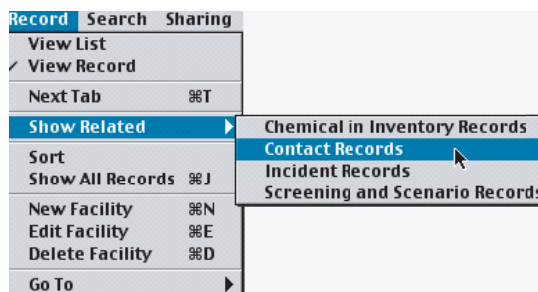 Record Search Sharing
View List
✓ View Record
Next Tab ⌘T
Show Related
Chemical in Inventory Records
Contact Records
Incident Records
Screening and Scenario Records
Sort
Show All Records ⌘J
New Facility ⌘N
Edit Facility ⌘E
Delete Facility ⌘D
Go To